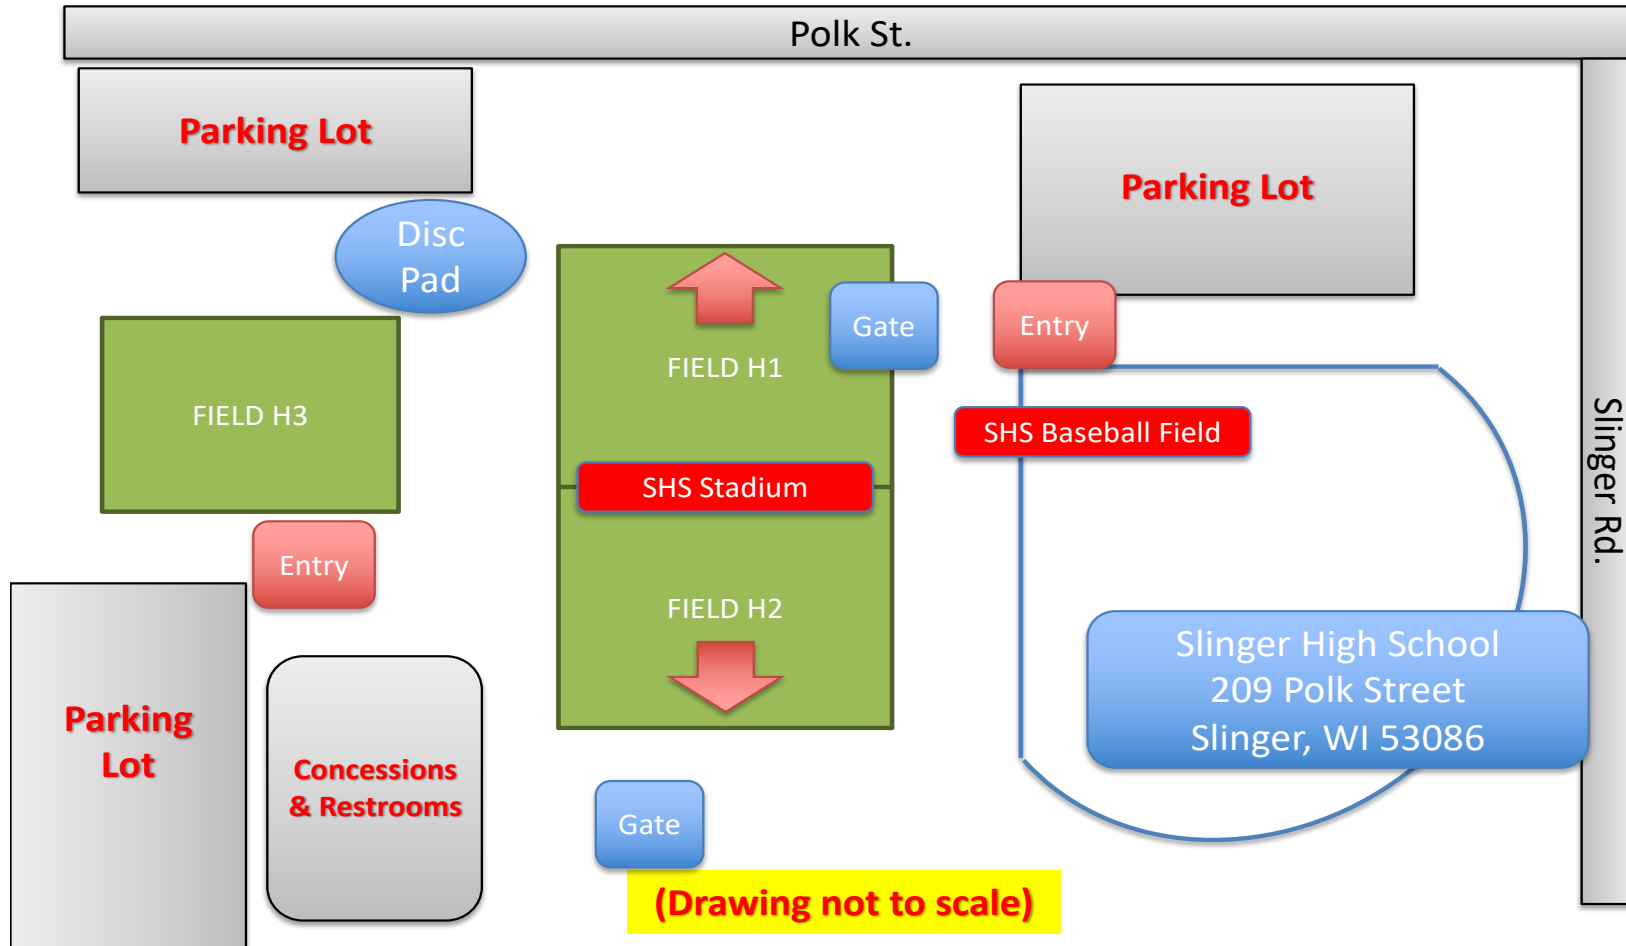 Polk St.
Parking Lot
Parking Lot
Disc
Pad
Gate
Entry
FIELD H1
FIELD H3
SHS Baseball Field
Slinger Rd.
SHS Stadium
Entry
FIELD H2
Slinger High School
209 Polk Street
Slinger, WI 53086
Parking
Lot
Concessions
& Restrooms
Gate
(Drawing not to scale)